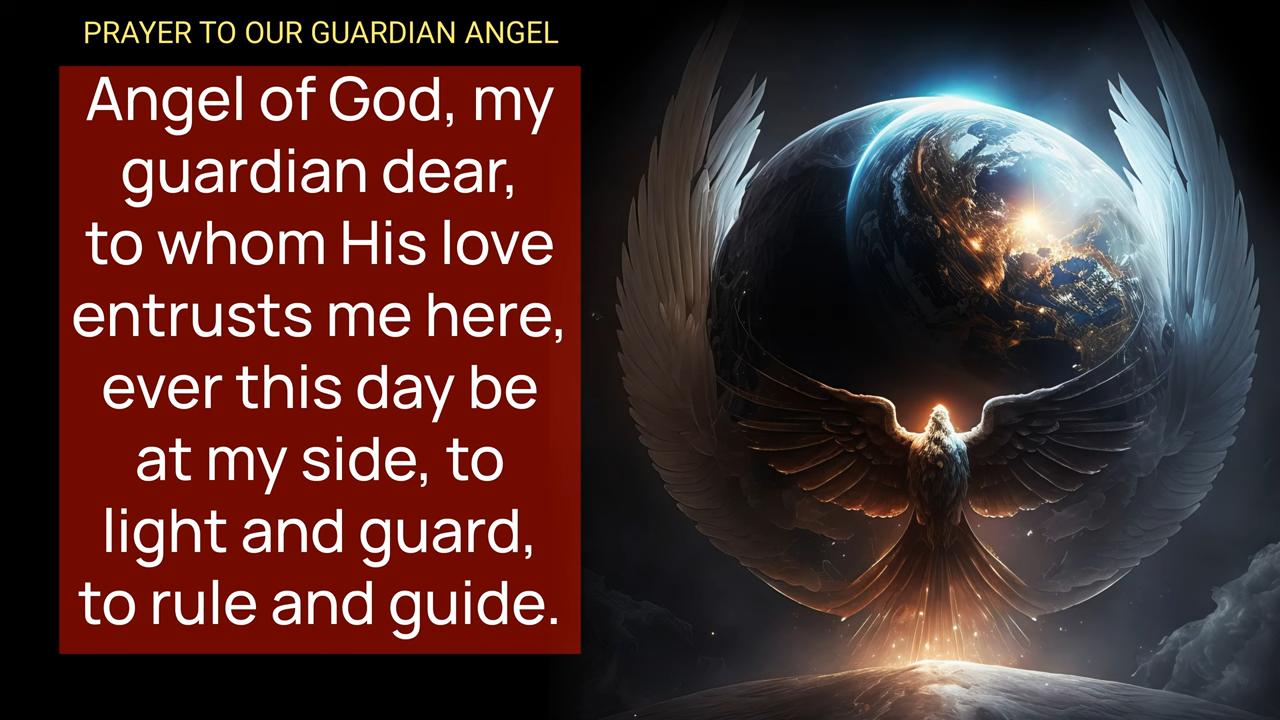 PRAYER TO OUR GUARDIAN ANGEL
Angel of God, my
guardian dear,
to whom His love
entrusts me here,
ever this day be
at my side, to
light and guard,
to rule and guide.